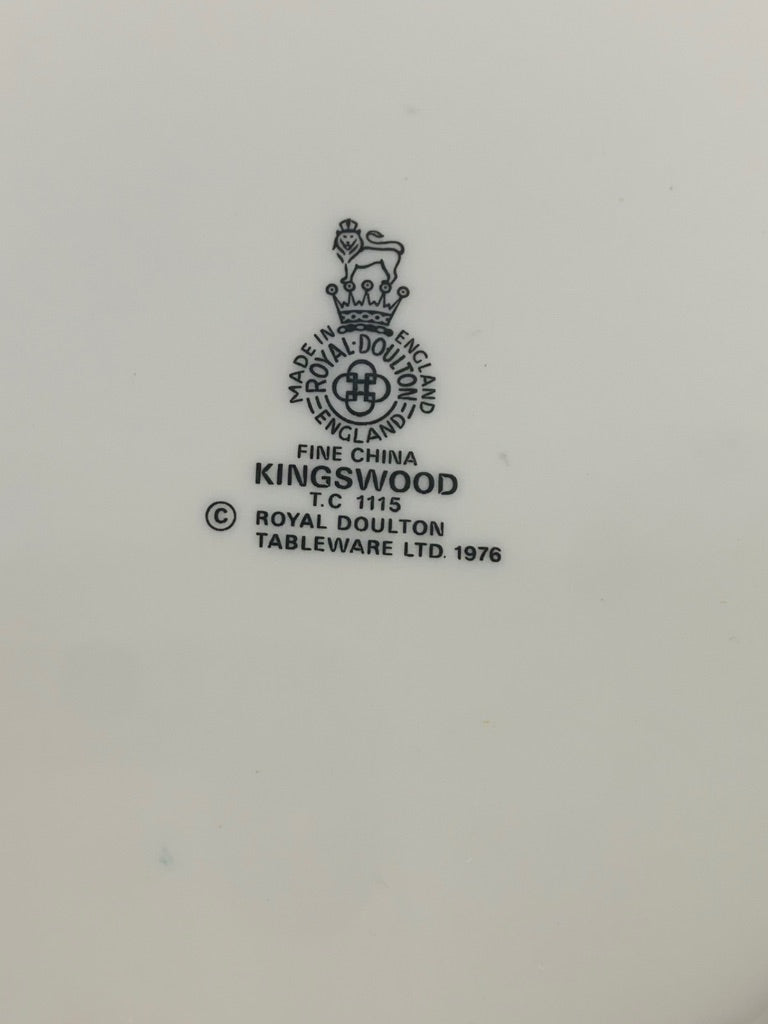 MADE IN ENGLAND
ROYAL·DOULTON
ENGLAND
FINE CHINA
KINGSWOOD
T.C 1115
© ROYAL DOULTON
TABLEWARE LTD. 1976